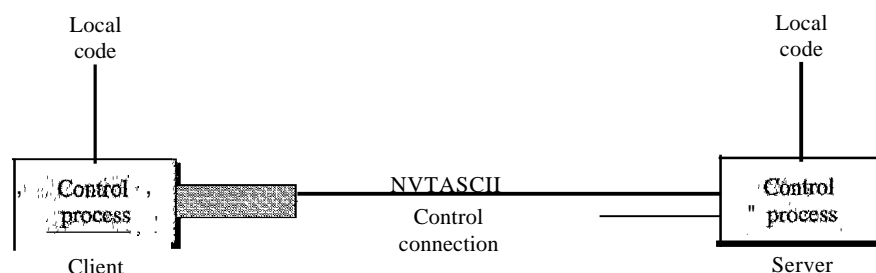 Local
code
Local
code
Control
process
NVTASCII
Control
connection
Control
" process
Client
Server